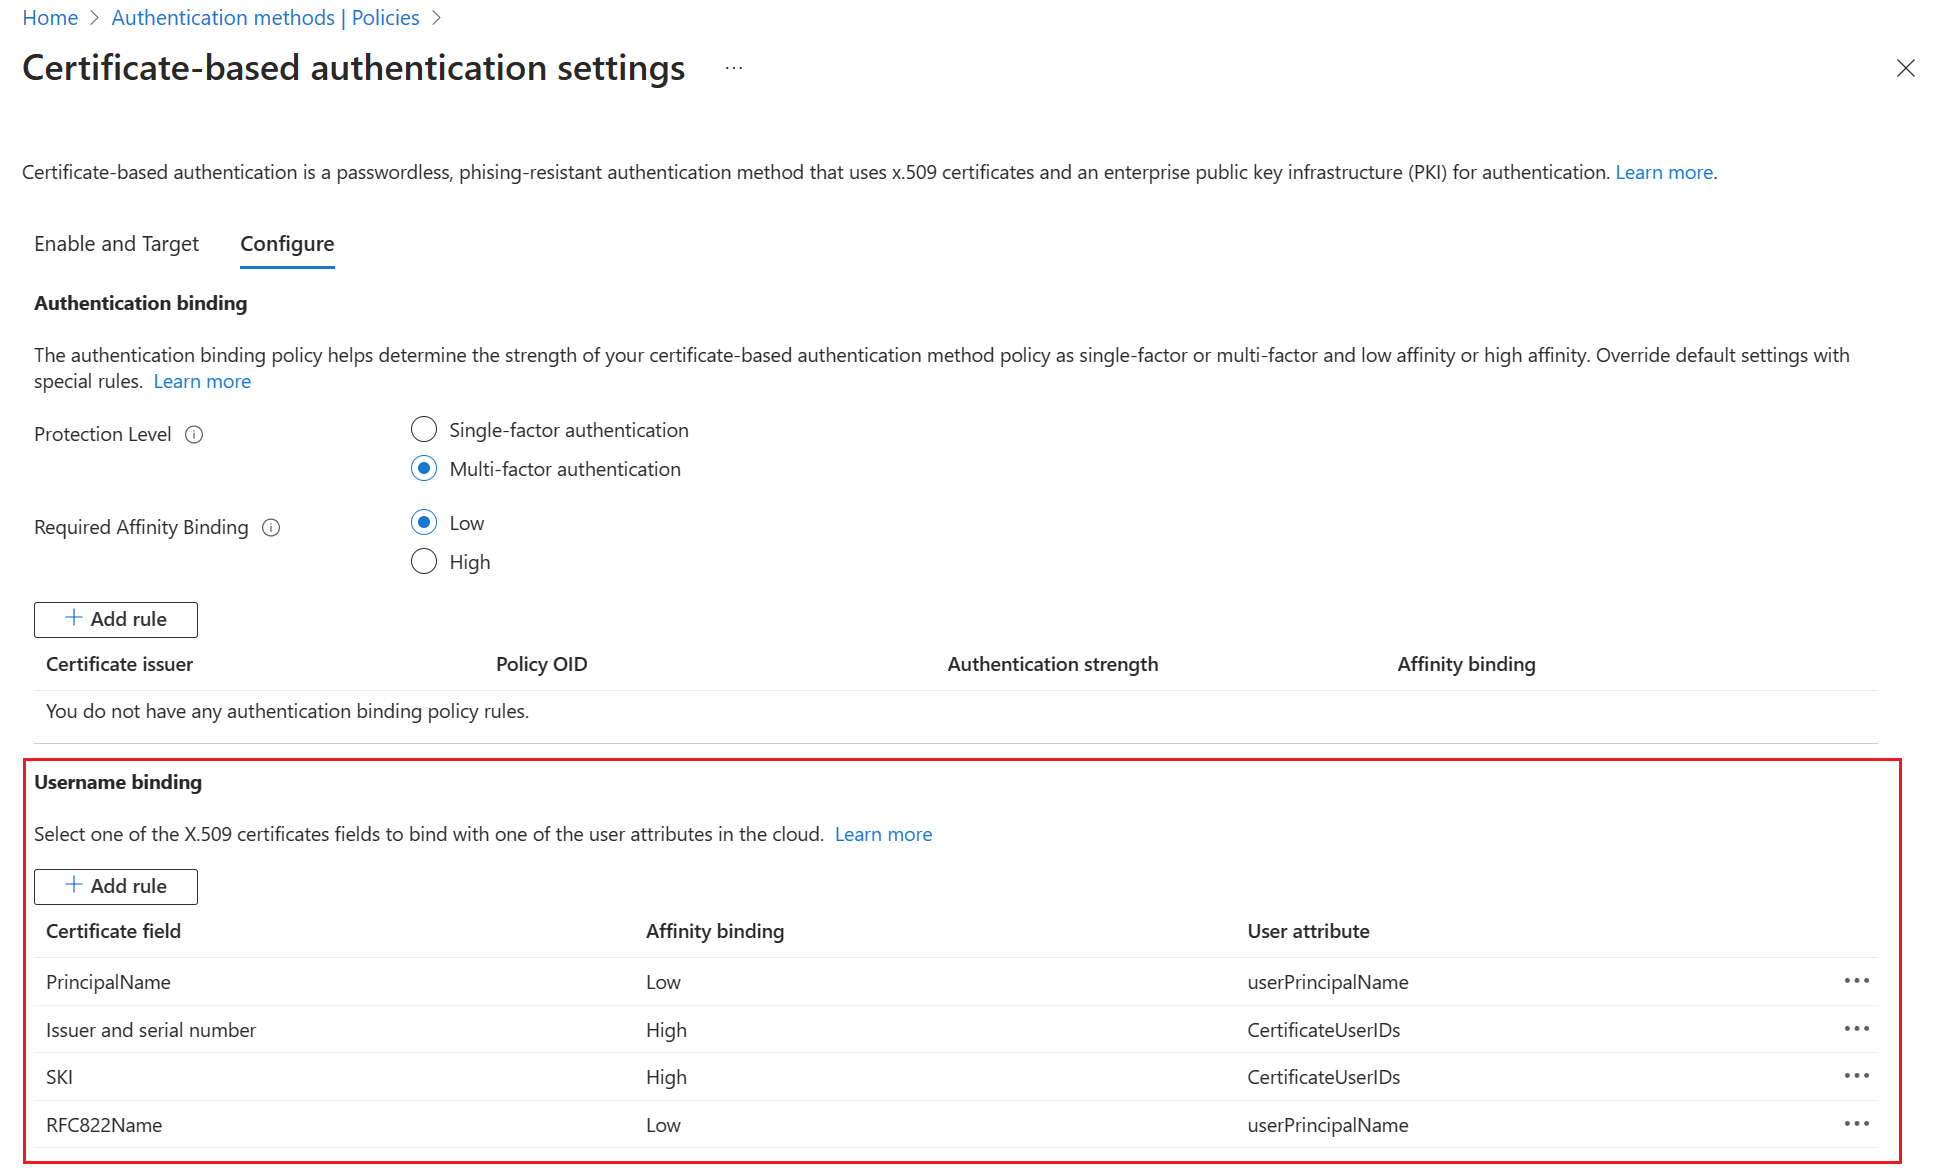 Home > Authentication methods | Policies >
Certificate-based authentication settings ...
Certificate-based authentication is a passwordless, phising-resistant authentication method that uses x.509 certificates and an enterprise public key infrastructure (PKI) for authentication. Learn more.
Enable and Target Configure
Authentication binding
The authentication binding policy helps determine the strength of your certificate-based authentication method policy as single-factor or multi-factor and low affinity or high affinity. Override default settings with
special rules. Learn more
Protection Level
Single-factor authentication
Multi-factor authentication
Required Affinity Binding
Low
High
+ Add rule
Certificate issuer Policy OID Authentication strength Affinity binding
You do not have any authentication binding policy rules.
Username binding
Select one of the X.509 certificates fields to bind with one of the user attributes in the cloud. Learn more
+ Add rule
Certificate field Affinity binding User attribute
PrincipalName Low userPrincipalName ...
Issuer and serial number High CertificateUserIDs ...
SKI High CertificateUserIDs ...
RFC822Name Low userPrincipalName ...